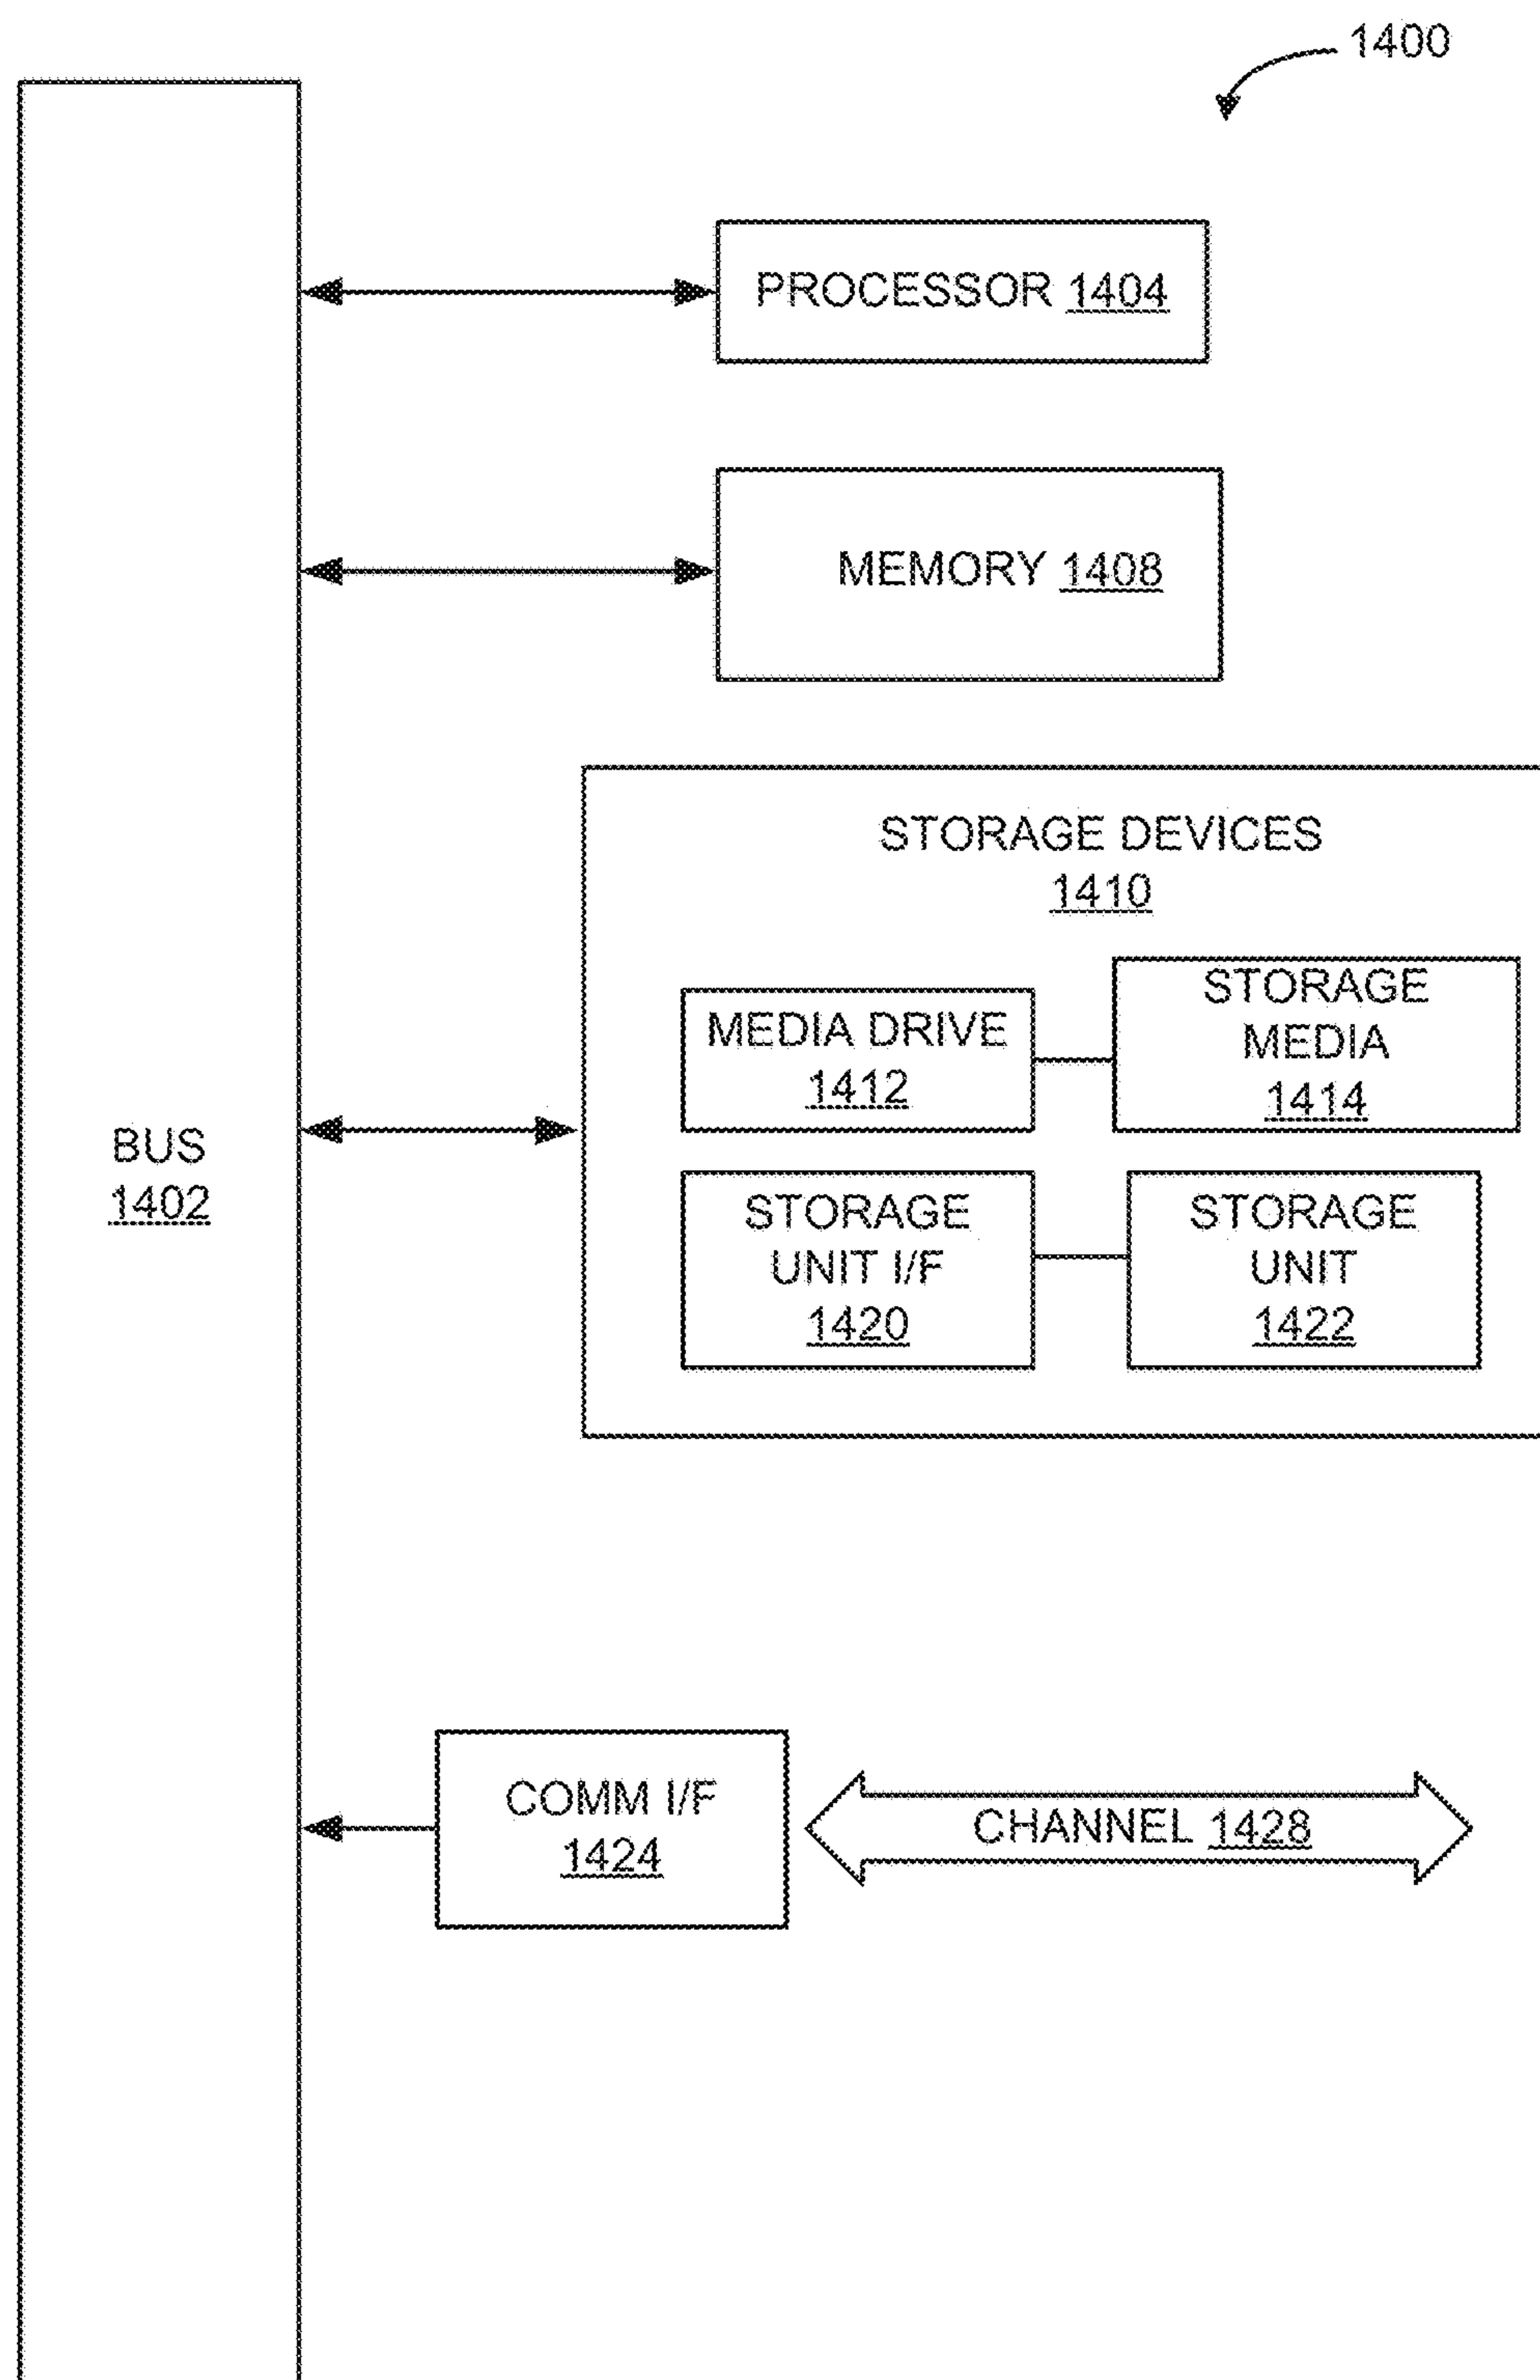 1400
PROCESSOR 1404
MEMORY 1408
STORAGE DEVICES
1410
MEDIA DRIVE
1412
STORAGE
MEDIA
1414
BUS
1402
STORAGE
UNIT I/F
1420
STORAGE
UNIT
1422
COMM I/F
1424
CHANNEL 1428